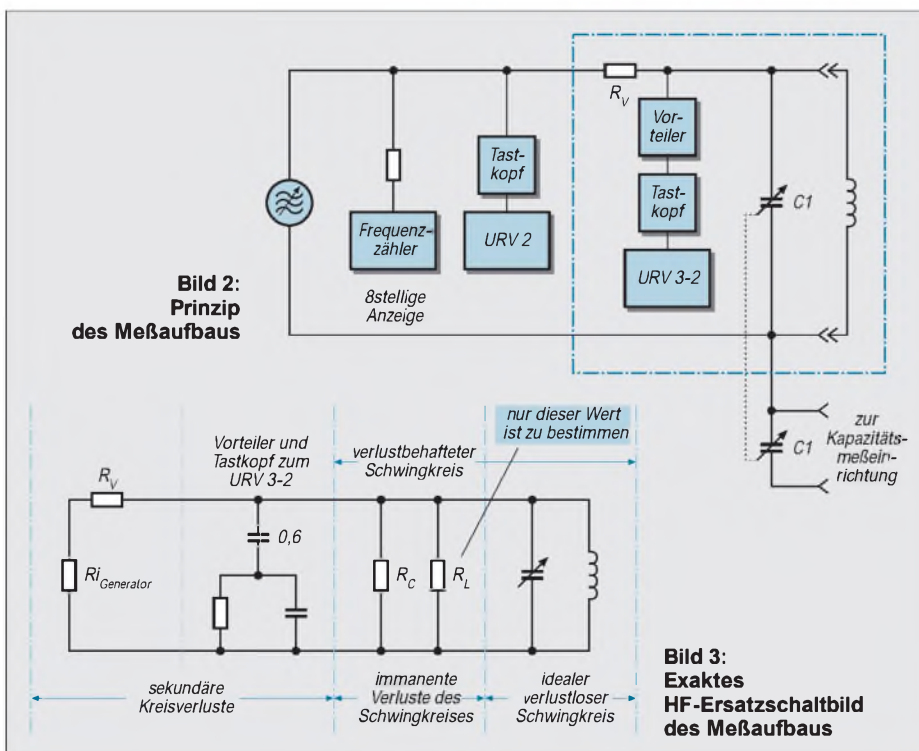 R_V
Vor-
teiler
Tast-
kopf
URV 3-2
C1
Tast-
kopf
URV 2
Frequenz-
zähler
8stellige
Anzeige
Bild 2:
Prinzip
des Meßaufbaus
C1
zur
Kapazitäts-
meßein-
richtung
nur dieser Wert
ist zu bestimmen
Vorteiler und
Tastkopf zum
URV 3-2
verlustbehafteter
Schwingkreis
R_V
0,6
Ri_Generator
R_C
R_L
sekundäre
Kreisverluste
immanente
Verluste des
Schwingkreises
idealer
verlustloser
Schwingkreis
Bild 3:
Exaktes
HF-Ersatzschaltbild
des Meßaufbaus